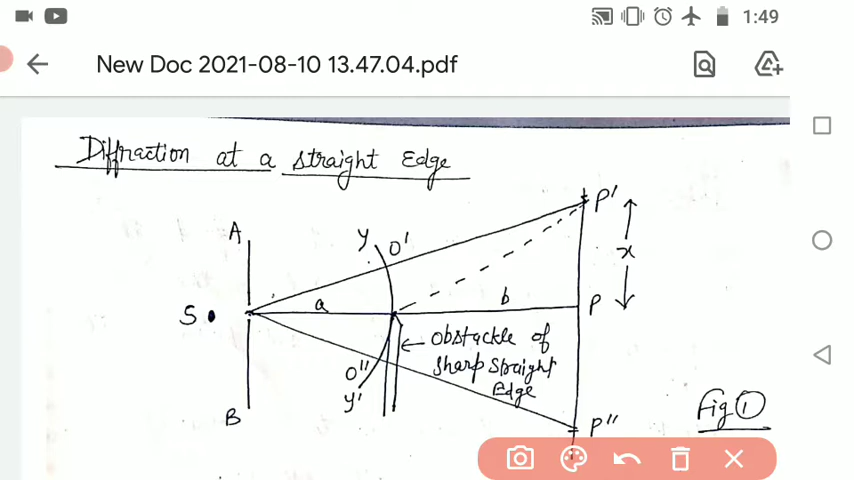 1:49
New Doc 2021-08-10 13.47.04.pdf
Diffraction at a straight Edge
P'
A
Y
O'
x
S
a
b
P
← obstackle of
sharp straight
Edge
O"
Y'
B
P"
Fig 1